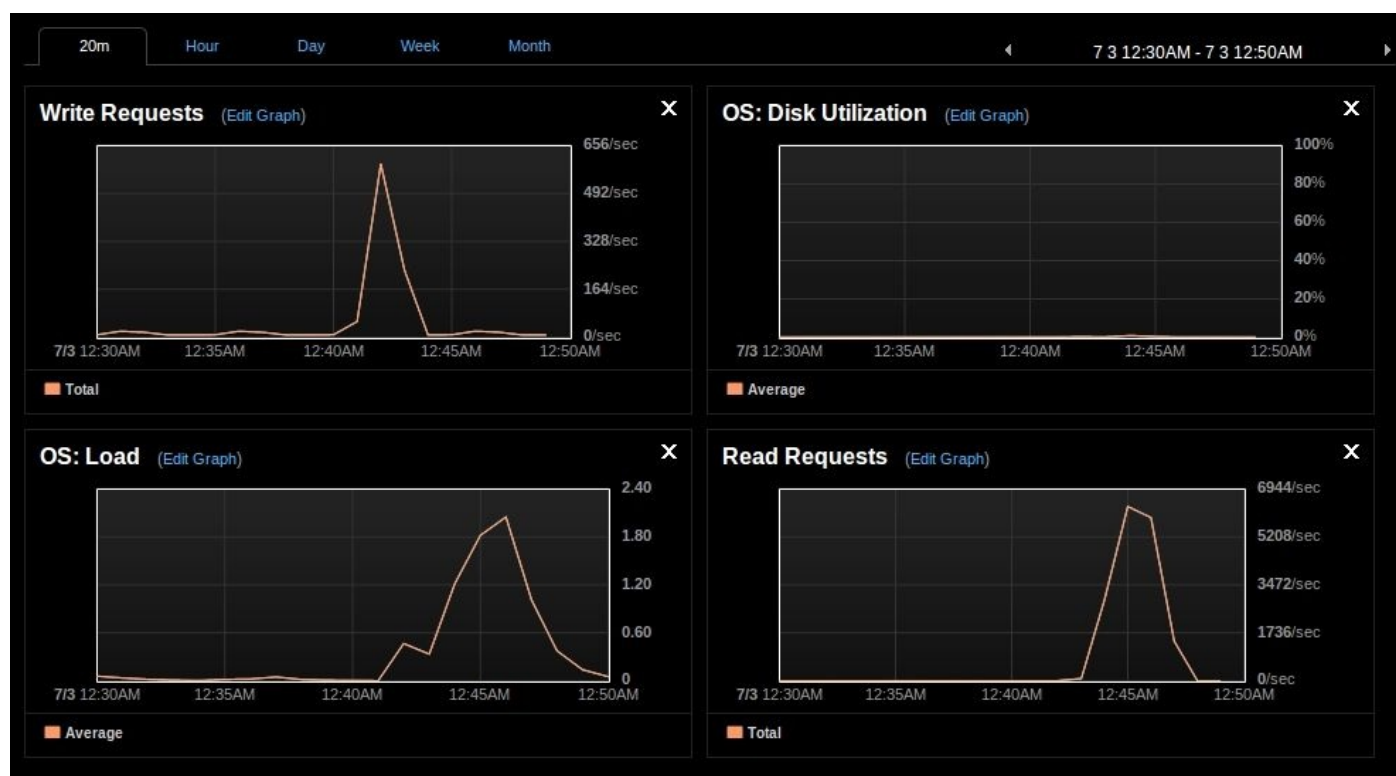 20m Hour Day Week Month 7 3 12:30AM - 7 3 12:50AM
Write Requests (Edit Graph) X
656/sec
492/sec
328/sec
164/sec
0/sec
7/3 12:30AM 12:35AM 12:40AM 12:45AM 12:50AM
Total
OS: Disk Utilization (Edit Graph) X
100%
80%
60%
40%
20%
0%
7/3 12:30AM 12:35AM 12:40AM 12:45AM 12:50AM
Average
OS: Load (Edit Graph) X
2.40
1.80
1.20
0.60
0
7/3 12:30AM 12:35AM 12:40AM 12:45AM 12:50AM
Average
Read Requests (Edit Graph) X
6944/sec
5208/sec
3472/sec
1736/sec
0/sec
7/3 12:30AM 12:35AM 12:40AM 12:45AM 12:50AM
Total